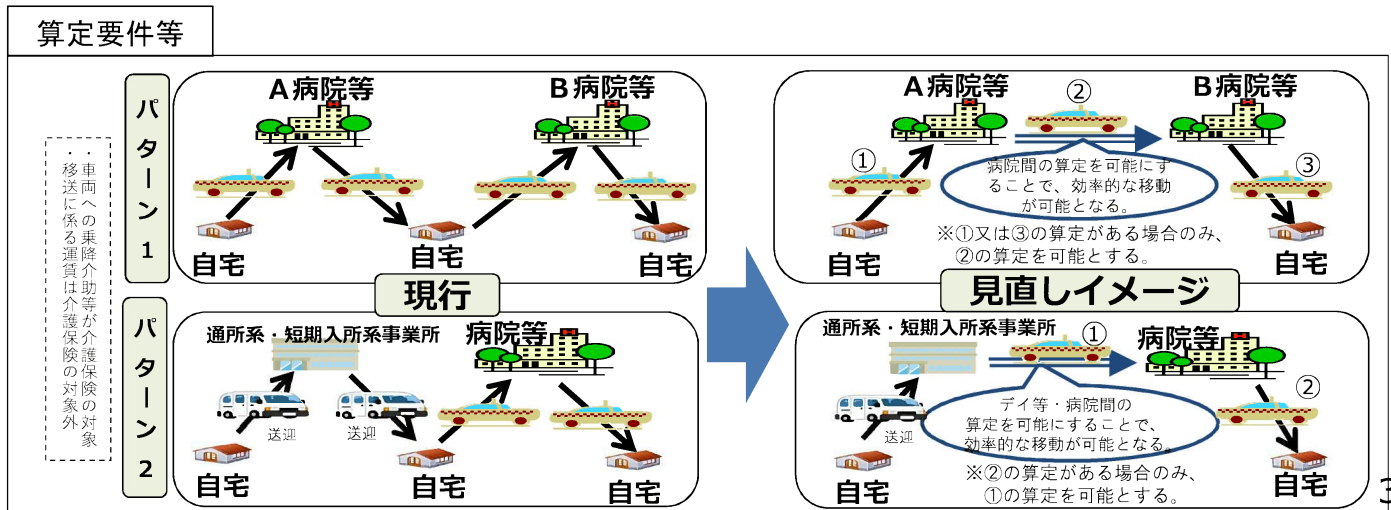 算定要件等
・車両への乗降介助等が介護保険の対象
・移送に係る運賃は介護保険の対象外
パターン1
A病院等
B病院等
自宅
自宅
自宅
現行
パターン2
通所系・短期入所系事業所
病院等
送迎
送迎
自宅
自宅
自宅
A病院等
②
B病院等
①
病院間の算定を可能にす
ることで、効率的な移動
が可能となる。
③
※①又は③の算定がある場合のみ、
②の算定を可能とする。
自宅
自宅
見直しイメージ
通所系・短期入所系事業所
①
病院等
送迎
デイ等・病院間の
算定を可能にすることで、
効率的な移動が可能となる。
②
※②の算定がある場合のみ、
①の算定を可能とする。
自宅
自宅